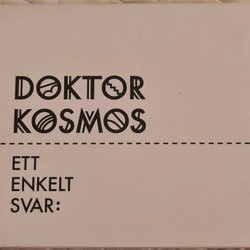 DOKTOR
KOSMOS
ETT
ENKELT
SVAR: